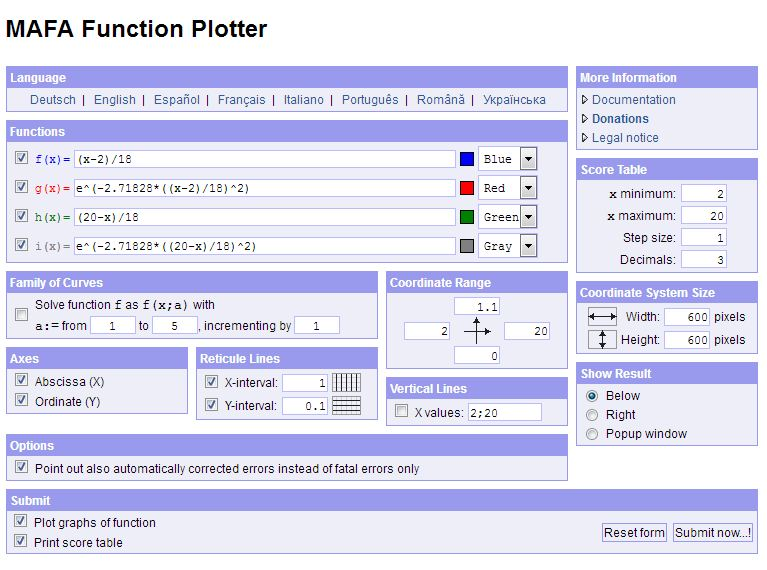 MAFA Function Plotter
Language
Deutsch | English | Español | Français | Italiano | Português | Română | Українська
Functions
f(x)= (x-2)/18 Blue
g(x)= e^(-2.71828*((x-2)/18)^2) Red
h(x)= (20-x)/18 Green
i(x)= e^(-2.71828*((20-x)/18)^2) Gray
Family of Curves
Solve function f as f(x;a) with
a:= from 1 to 5 , incrementing by 1
Coordinate Range
1.1
2 20
0
Axes
Abscissa (X)
Ordinate (Y)
Reticule Lines
X-interval: 1
Y-interval: 0.1
Vertical Lines
X values: 2;20
Options
Point out also automatically corrected errors instead of fatal errors only
More Information
Documentation
Donations
Legal notice
Score Table
x minimum: 2
x maximum: 20
Step size: 1
Decimals: 3
Coordinate System Size
Width: 600 pixels
Height: 600 pixels
Show Result
Below
Right
Popup window
Submit
Plot graphs of function
Print score table
Reset form Submit now...!